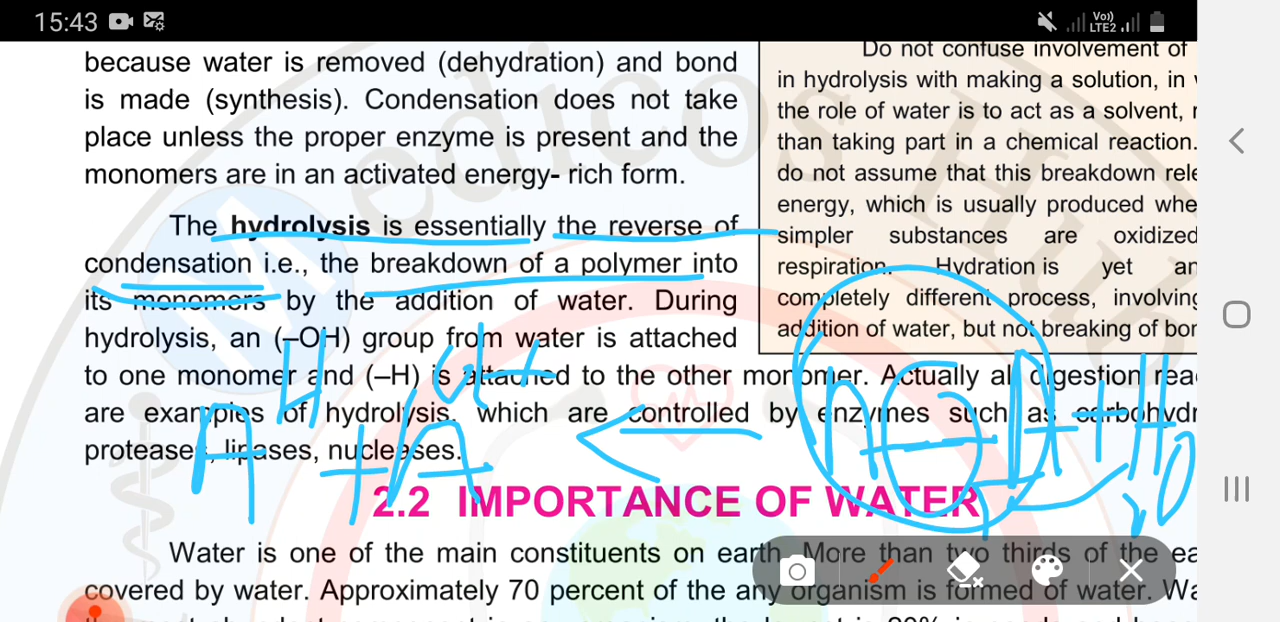 15:43
Vo))
LTE2
because water is removed (dehydration) and bond
is made (synthesis). Condensation does not take
place unless the proper enzyme is present and the
monomers are in an activated energy- rich form.
The hydrolysis is essentially the reverse of
condensation i.e., the breakdown of a polymer into
its monomers by the addition of water. During
hydrolysis, an (–OH) group from water is attached
to one monomer and (–H) is attached to the other monomer. Actually all digestion rea
are examples of hydrolysis, which are controlled by enzymes such as carbohydr
proteases, lipases, nucleases.
Do not confuse involvement of
in hydrolysis with making a solution, in
the role of water is to act as a solvent,
than taking part in a chemical reaction.
do not assume that this breakdown rele
energy, which is usually produced whe
simpler substances are oxidized
respiration. Hydration is yet an
completely different process, involving
addition of water, but not breaking of bon
2.2 IMPORTANCE OF WATER
Water is one of the main constituents on earth. More than two thirds of the ea
covered by water. Approximately 70 percent of the any organism is formed of water. Wa
Medicos Hub